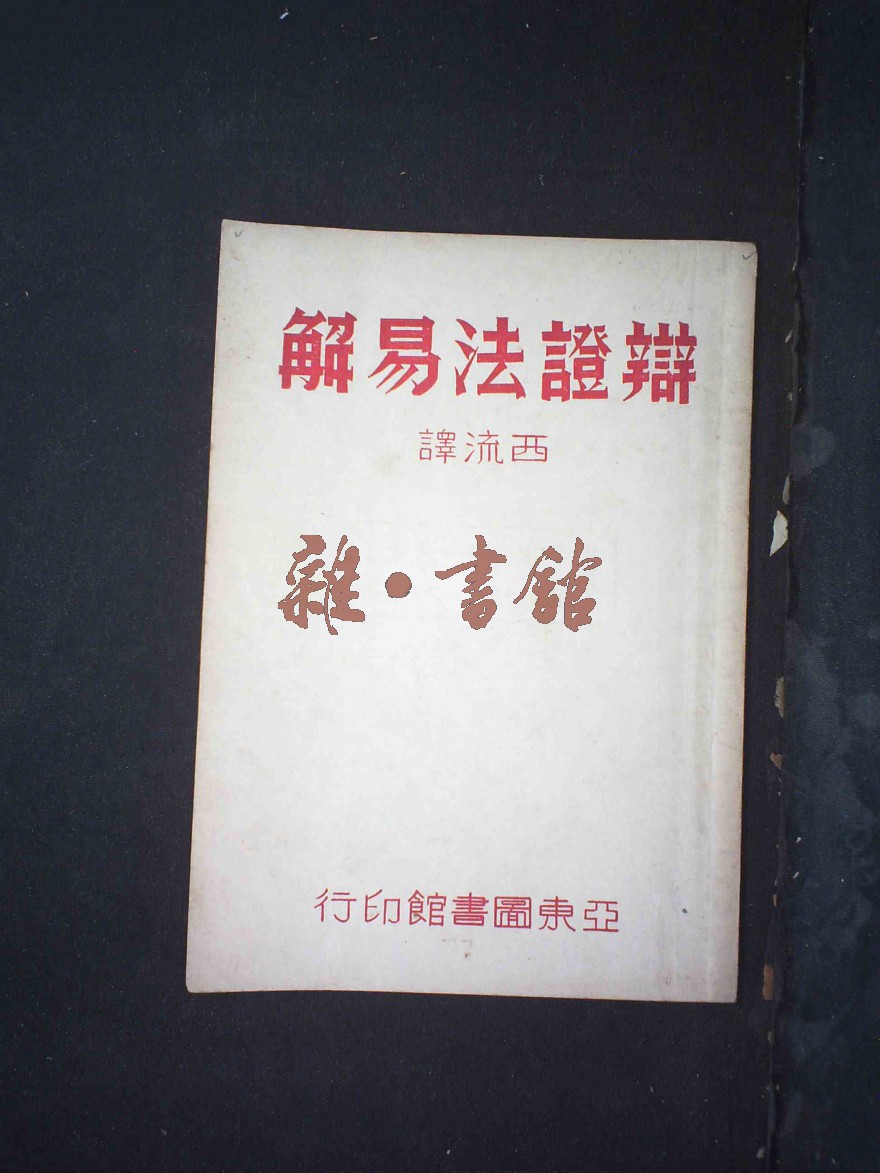 辯證法易解
西流譯
雜·書館
亞東圖書館印行